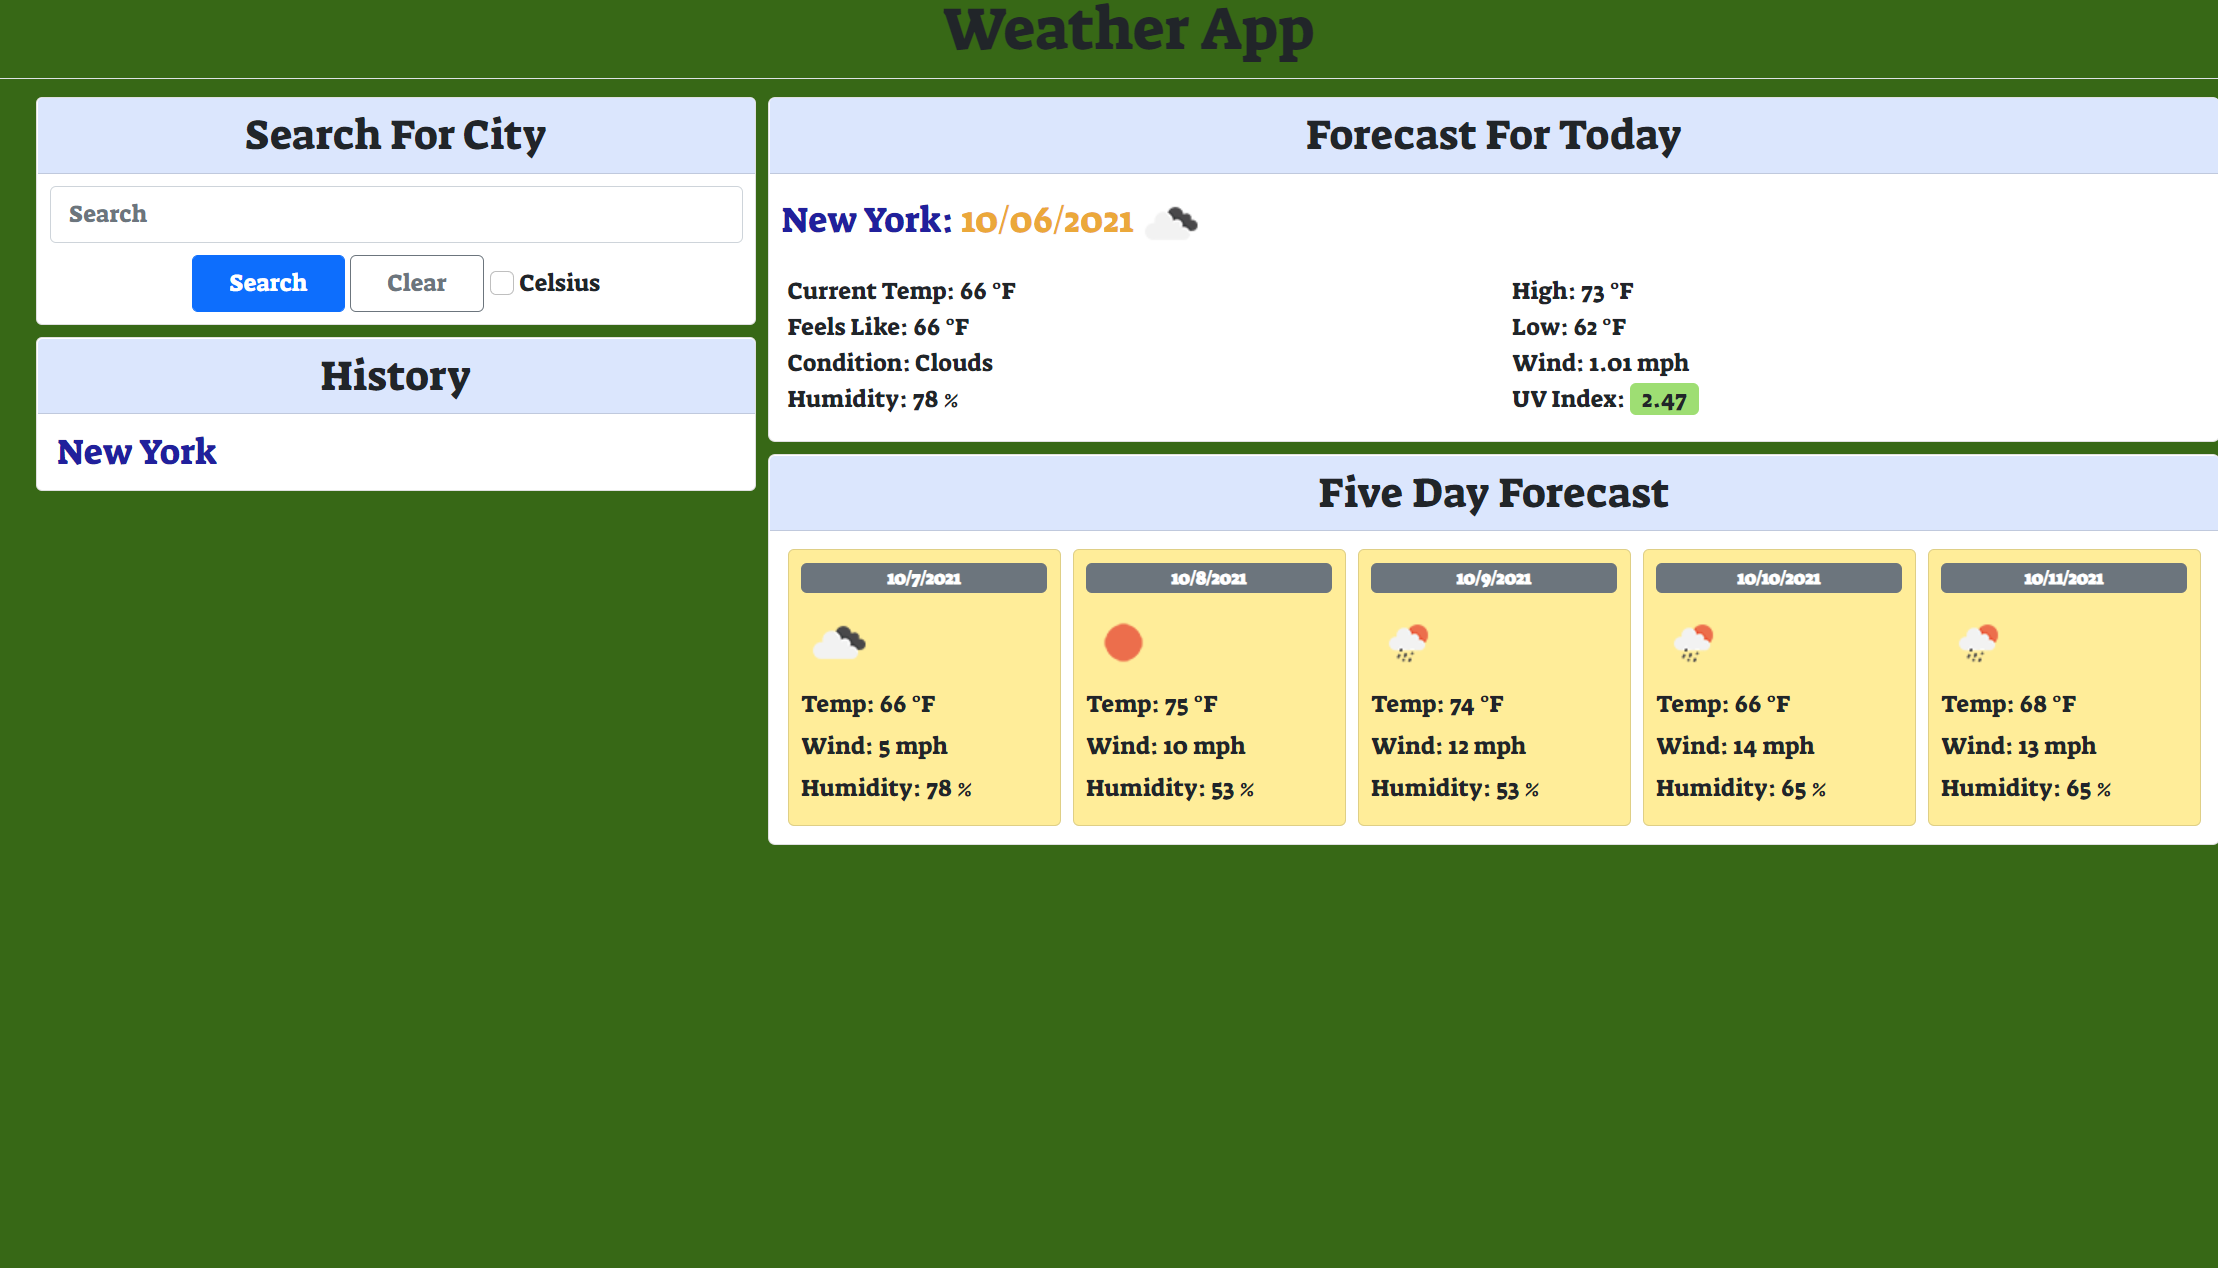 Weather App
Search For City
Search
Search
Clear
Celsius
History
New York
Forecast For Today
New York: 10/06/2021
Current Temp: 66 °F
Feels Like: 66 °F
Condition: Clouds
Humidity: 78 %
High: 73 °F
Low: 62 °F
Wind: 1.01 mph
UV Index: 2.47
Five Day Forecast
10/7/2021
Temp: 66 °F
Wind: 5 mph
Humidity: 78 %
10/8/2021
Temp: 75 °F
Wind: 10 mph
Humidity: 53 %
10/9/2021
Temp: 74 °F
Wind: 12 mph
Humidity: 53 %
10/10/2021
Temp: 66 °F
Wind: 14 mph
Humidity: 65 %
10/11/2021
Temp: 68 °F
Wind: 13 mph
Humidity: 65 %